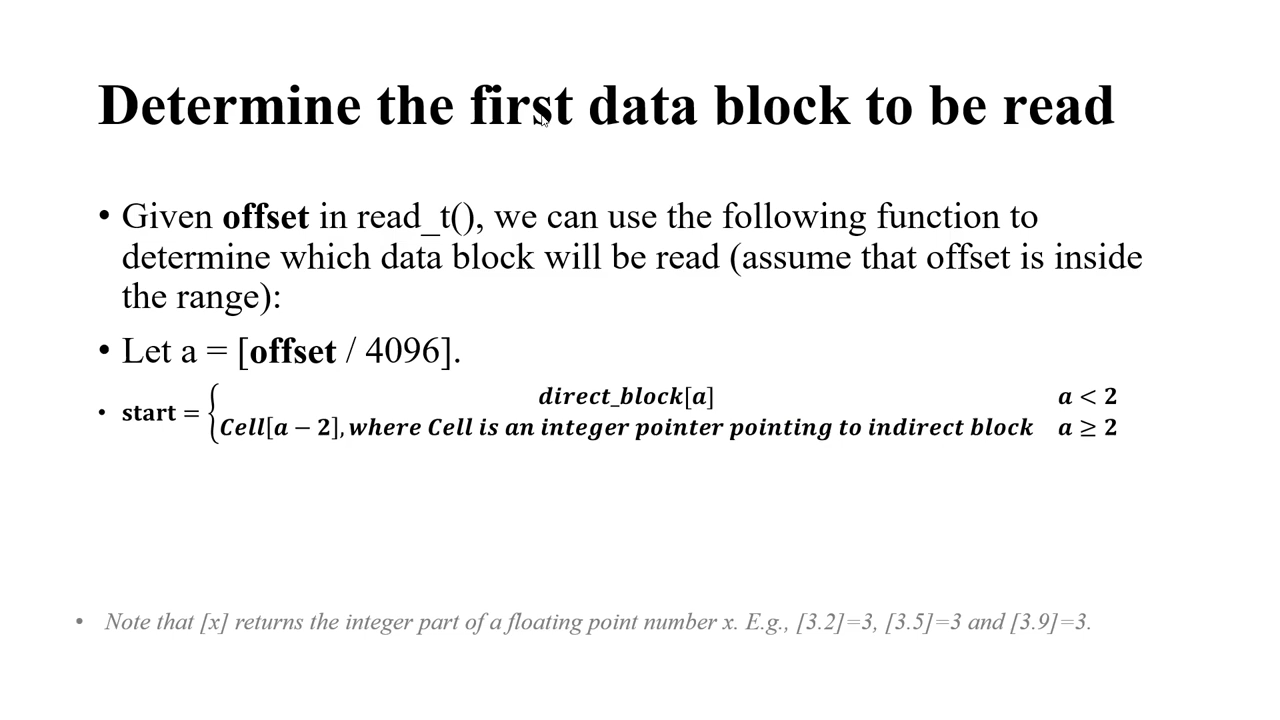 Determine the first data block to be read
• Given offset in read_t(), we can use the following function to
determine which data block will be read (assume that offset is inside
the range):
• Let a = [offset / 4096].
• start = { direct_block[a] a < 2
Cell[a − 2], where Cell is an integer pointer pointing to indirect block a ≥ 2
• Note that [x] returns the integer part of a floating point number x. E.g., [3.2]=3, [3.5]=3 and [3.9]=3.